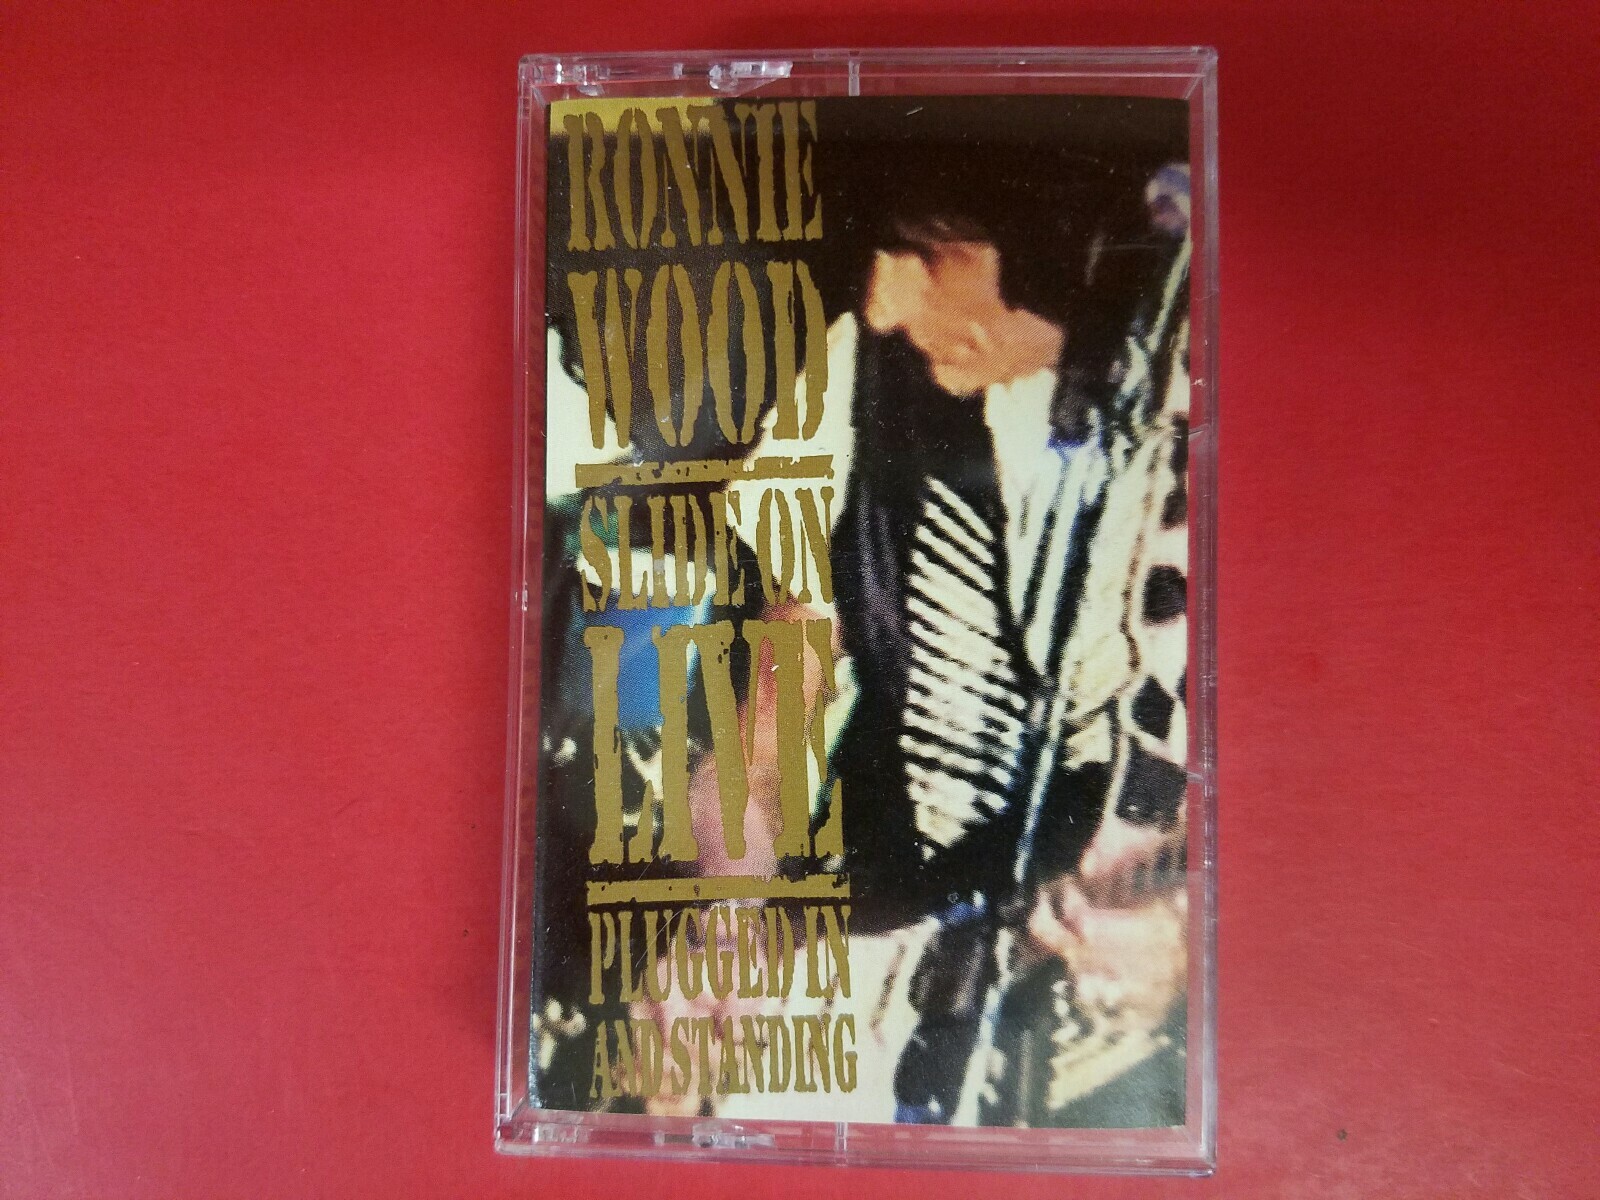 RONNIE
WOOD
SLIDE ON
LIVE
PLUGGED IN
AND STANDING